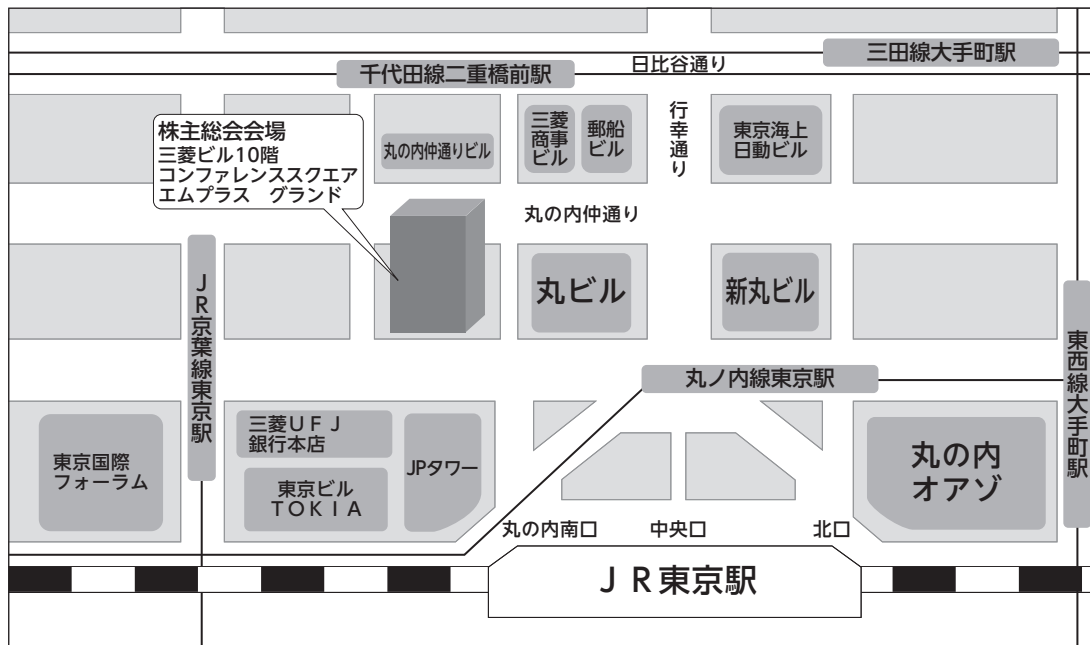 三田線大手町駅
日比谷通り
千代田線二重橋前駅
株主総会会場
三菱ビル10階
コンファレンススクエア
エムプラス　グランド
丸の内仲通りビル
三菱
商事
ビル
郵船
ビル
行幸通り
東京海上
日動ビル
丸の内仲通り
JR京葉線東京駅
丸ビル
新丸ビル
東西線大手町駅
丸ノ内線東京駅
東京国際
フォーラム
三菱ＵＦＪ
銀行本店
東京ビル
ＴＯＫＩＡ
JPタワー
丸の内
オアゾ
丸の内南口
中央口
北口
ＪＲ東京駅